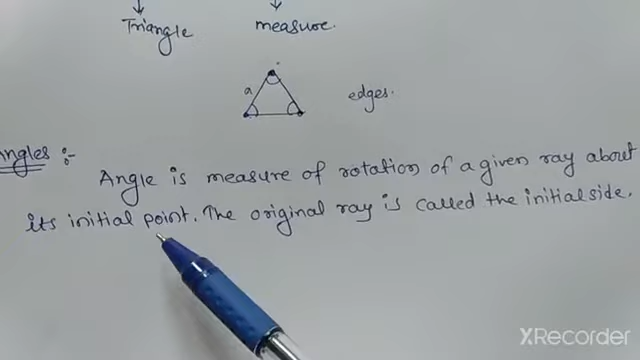 Triangle measure.
a edges.
Angles :-
Angle is measure of rotation of a given ray about
its initial point. The original ray is called the initial side.
XRecorder